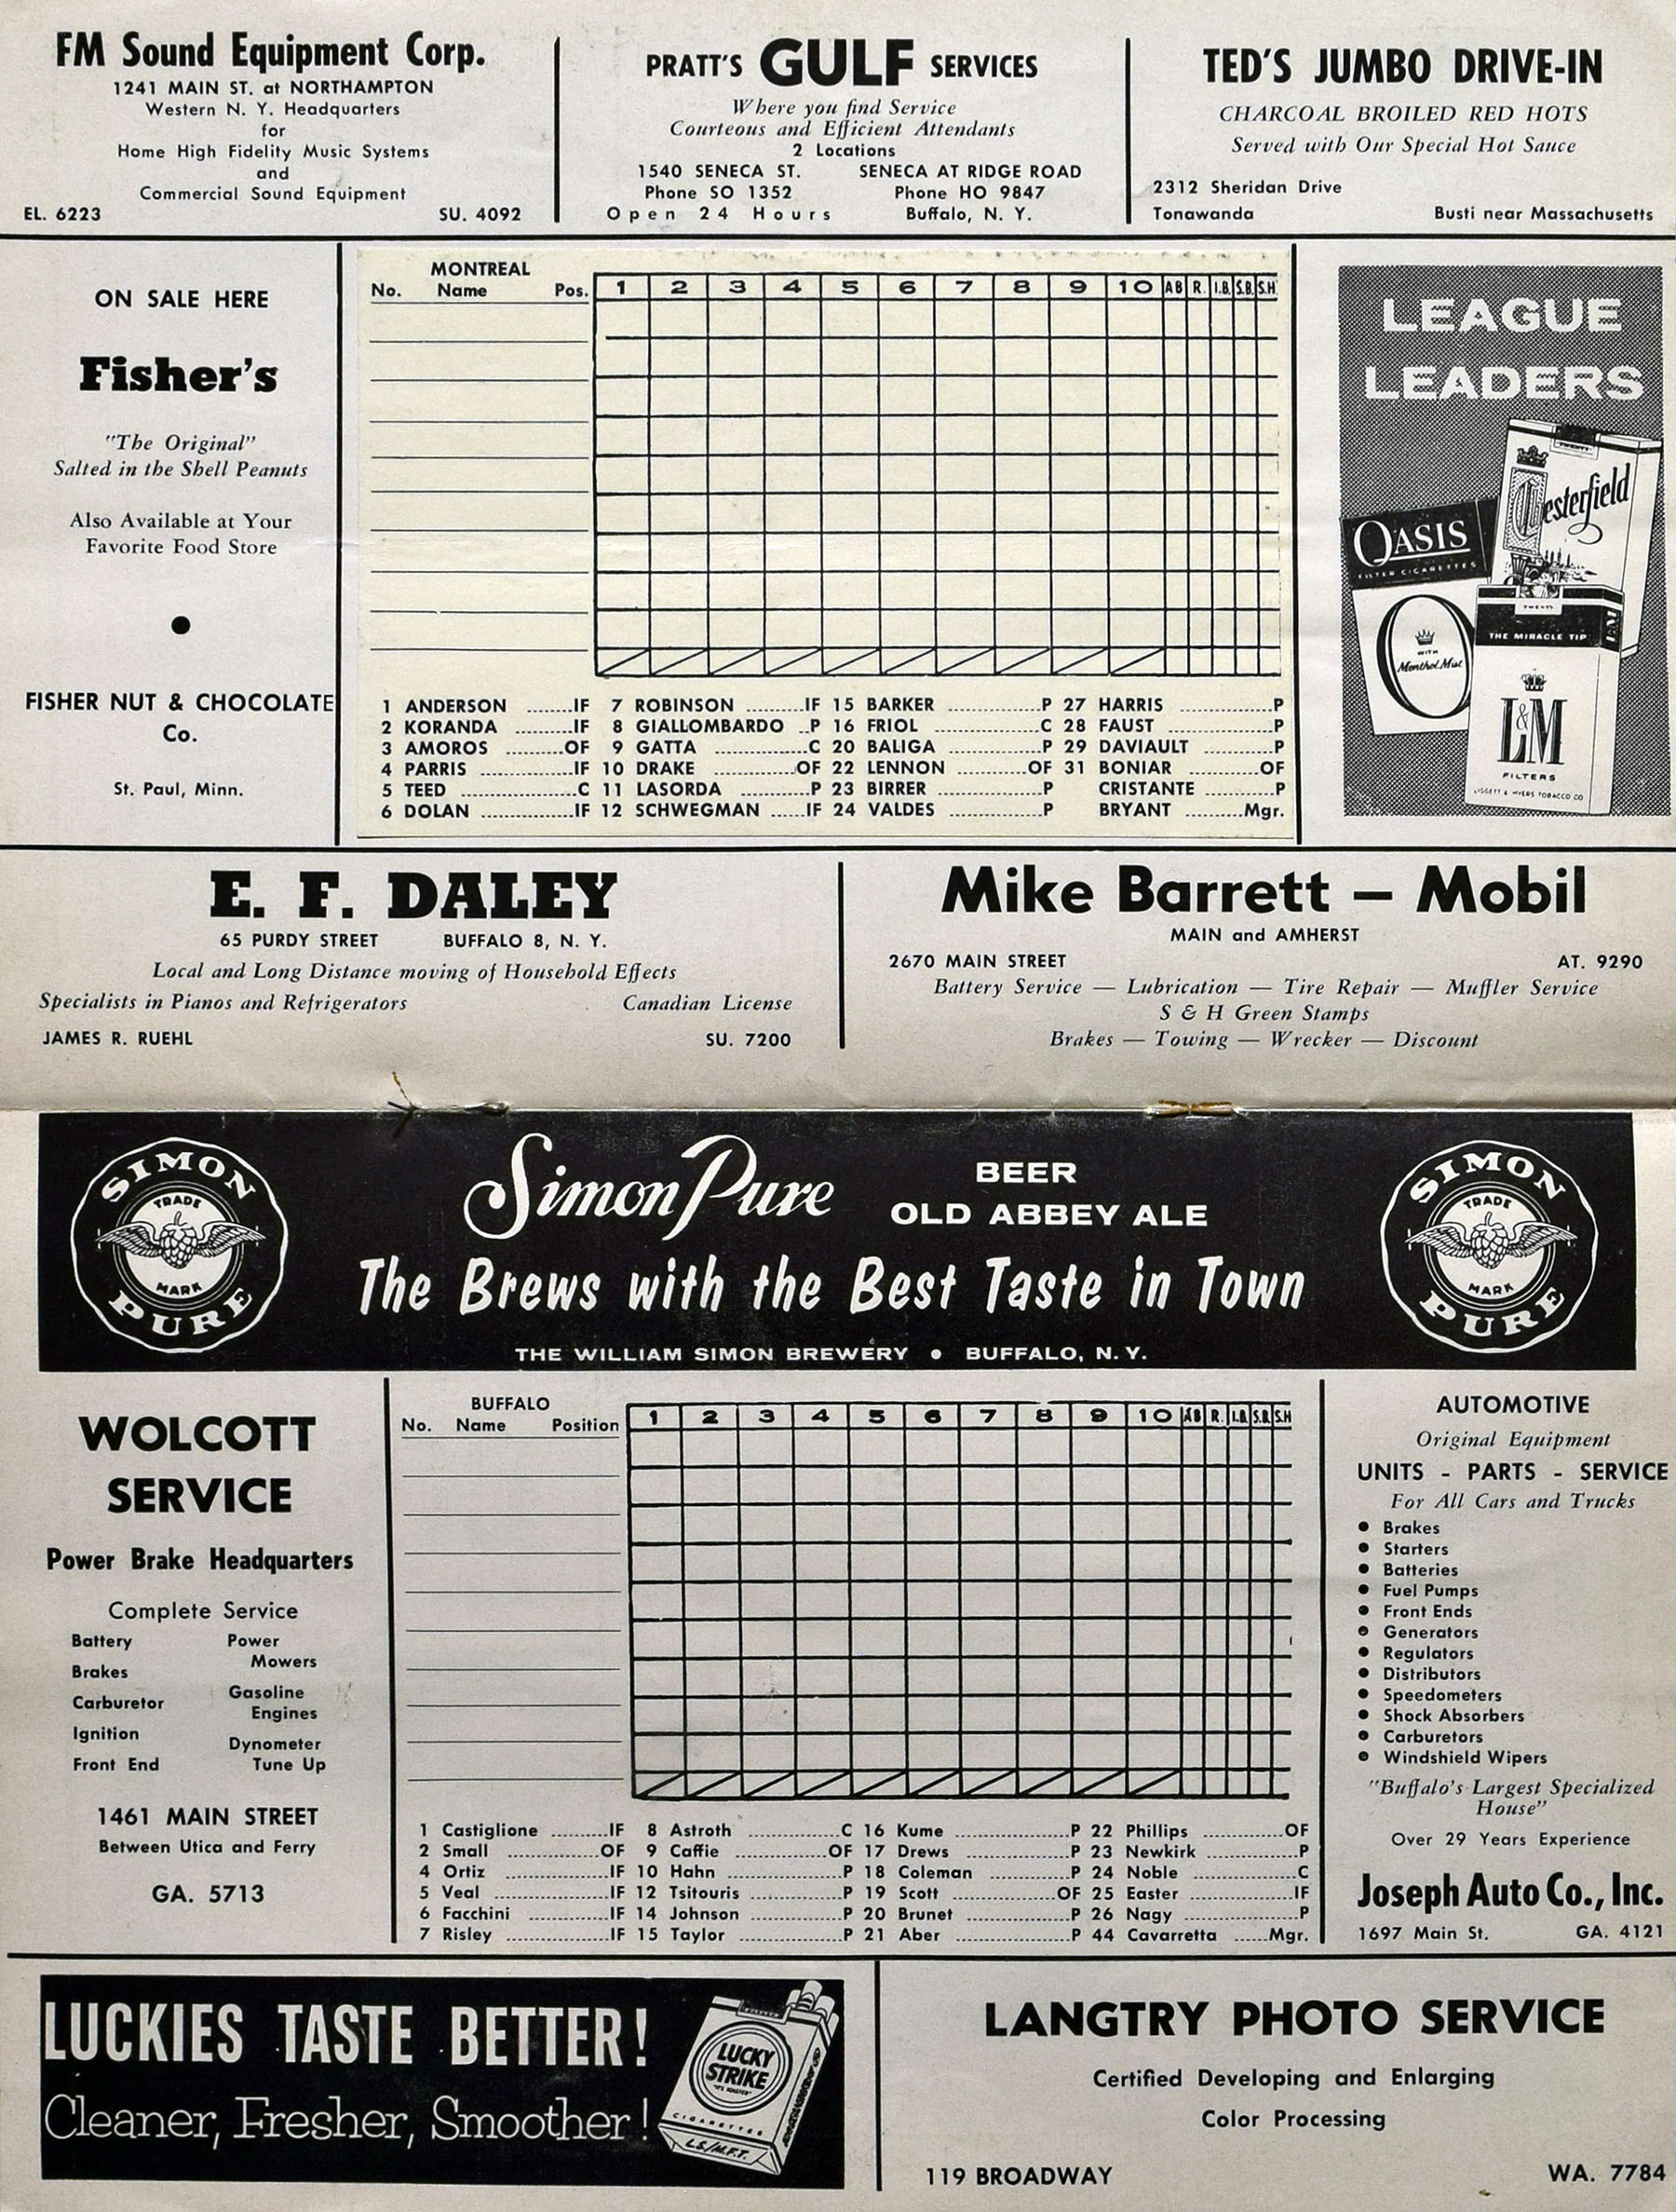 FM Sound Equipment Corp.
1241 MAIN ST. at NORTHAMPTON
Western N. Y. Headquarters
for
Home High Fidelity Music Systems
and
Commercial Sound Equipment
EL. 6223 SU. 4092
PRATT'S GULF SERVICES
Where you find Service
Courteous and Efficient Attendants
2 Locations
1540 SENECA ST. SENECA AT RIDGE ROAD
Phone SO 1352 Phone HO 9847
Open 24 Hours Buffalo, N. Y.
TED'S JUMBO DRIVE-IN
CHARCOAL BROILED RED HOTS
Served with Our Special Hot Sauce
2312 Sheridan Drive
Tonawanda Busti near Massachusetts
ON SALE HERE
Fisher's
"The Original"
Salted in the Shell Peanuts
Also Available at Your
Favorite Food Store
FISHER NUT & CHOCOLATE
Co.
St. Paul, Minn.
MONTREAL
No. Name Pos. 1 2 3 4 5 6 7 8 9 10 AB R. I.B. S.B. S.H.
1 ANDERSON .......IF 7 ROBINSON ........IF 15 BARKER .............P 27 HARRIS .............P
2 KORANDA ........IF 8 GIALLOMBARDO ..P 16 FRIOL ..............C 28 FAUST ..............P
3 AMOROS .........OF 9 GATTA .............C 20 BALIGA .............P 29 DAVIAULT ..........P
4 PARRIS .............IF 10 DRAKE ............OF 22 LENNON ..........OF 31 BONIAR ..........OF
5 TEED ................C 11 LASORDA ..........P 23 BIRRER .............P CRISTANTE .........P
6 DOLAN .............IF 12 SCHWEGMAN .....IF 24 VALDES .............P BRYANT ........Mgr.
LEAGUE
LEADERS
Chesterfield
OASIS
FILTER CIGARETTES
O
WITH
Menthol Mist
THE MIRACLE TIP
L&M
L&M
FILTERS
LIGGETT & MYERS TOBACCO CO
E. F. DALEY
65 PURDY STREET BUFFALO 8, N. Y.
Local and Long Distance moving of Household Effects
Specialists in Pianos and Refrigerators Canadian License
JAMES R. RUEHL SU. 7200
Mike Barrett – Mobil
MAIN and AMHERST
2670 MAIN STREET AT. 9290
Battery Service — Lubrication — Tire Repair — Muffler Service
S & H Green Stamps
Brakes — Towing — Wrecker — Discount
SIMON
TRADE
MARK
PURE
Simon Pure BEER
OLD ABBEY ALE
The Brews with the Best Taste in Town
THE WILLIAM SIMON BREWERY • BUFFALO, N. Y.
SIMON
TRADE
MARK
PURE
WOLCOTT
SERVICE
Power Brake Headquarters
Complete Service
Battery Power
Mowers
Brakes
Gasoline
Carburetor Engines
Ignition
Dynometer
Front End Tune Up
1461 MAIN STREET
Between Utica and Ferry
GA. 5713
BUFFALO
No. Name Position 1 2 3 4 5 6 7 8 9 10 AB R. I.B. S.B. S.H
1 Castiglione ..........IF 8 Astroth ...............C 16 Kume ................P 22 Phillips .............OF
2 Small ................OF 9 Caffie ...............OF 17 Drews ................P 23 Newkirk .............P
4 Ortiz .................IF 10 Hahn .................P 18 Coleman ............P 24 Noble ................C
5 Veal ..................IF 12 Tsitouris .............P 19 Scott ................OF 25 Easter ................IF
6 Facchini .............IF 14 Johnson .............P 20 Brunet ...............P 26 Nagy .................P
7 Risley ................IF 15 Taylor ................P 21 Aber .................P 44 Cavarretta ......Mgr.
AUTOMOTIVE
Original Equipment
UNITS - PARTS - SERVICE
For All Cars and Trucks
• Brakes
• Starters
• Batteries
• Fuel Pumps
• Front Ends
• Generators
• Regulators
• Distributors
• Speedometers
• Shock Absorbers
• Carburetors
• Windshield Wipers
"Buffalo's Largest Specialized
House"
Over 29 Years Experience
Joseph Auto Co., Inc.
1697 Main St. GA. 4121
LUCKIES TASTE BETTER!
Cleaner, Fresher, Smoother!
LUCKY
STRIKE
"IT'S TOASTED"
CIGARETTES
L.S./M.F.T.
LANGTRY PHOTO SERVICE
Certified Developing and Enlarging
Color Processing
119 BROADWAY WA. 7784